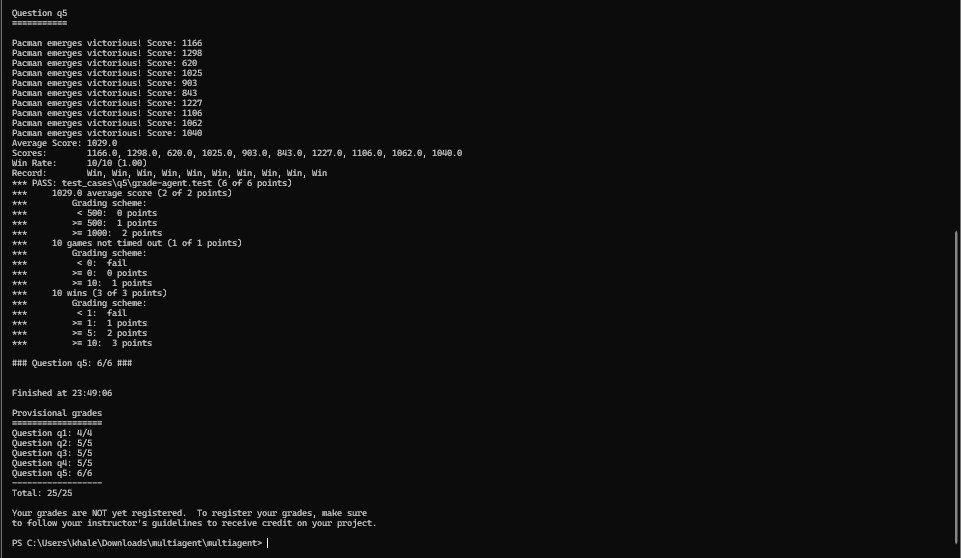 Question q5
===========
Pacman emerges victorious! Score: 1166
Pacman emerges victorious! Score: 1298
Pacman emerges victorious! Score: 620
Pacman emerges victorious! Score: 1025
Pacman emerges victorious! Score: 903
Pacman emerges victorious! Score: 843
Pacman emerges victorious! Score: 1227
Pacman emerges victorious! Score: 1106
Pacman emerges victorious! Score: 1062
Pacman emerges victorious! Score: 1040
Average Score: 1029.0
Scores:        1166.0, 1298.0, 620.0, 1025.0, 903.0, 843.0, 1227.0, 1106.0, 1062.0, 1040.0
Win Rate:      10/10 (1.00)
Record:        Win, Win, Win, Win, Win, Win, Win, Win, Win, Win
*** PASS: test_cases\q5\grade-agent.test (6 of 6 points)
***     1029.0 average score (2 of 2 points)
***         Grading scheme:
***          < 500:  0 points
***         >= 500:  1 points
***         >= 1000:  2 points
***     10 games not timed out (1 of 1 points)
***         Grading scheme:
***          < 0:  fail
***         >= 0:  0 points
***         >= 10:  1 points
***     10 wins (3 of 3 points)
***         Grading scheme:
***          < 1:  fail
***         >= 1:  1 points
***         >= 5:  2 points
***         >= 10:  3 points
### Question q5: 6/6 ###
Finished at 23:49:06
Provisional grades
==================
Question q1: 4/4
Question q2: 5/5
Question q3: 5/5
Question q4: 5/5
Question q5: 6/6
------------------
Total: 25/25
Your grades are NOT yet registered.  To register your grades, make sure
to follow your instructor's guidelines to receive credit on your project.
PS C:\Users\khale\Downloads\multiagent\multiagent>